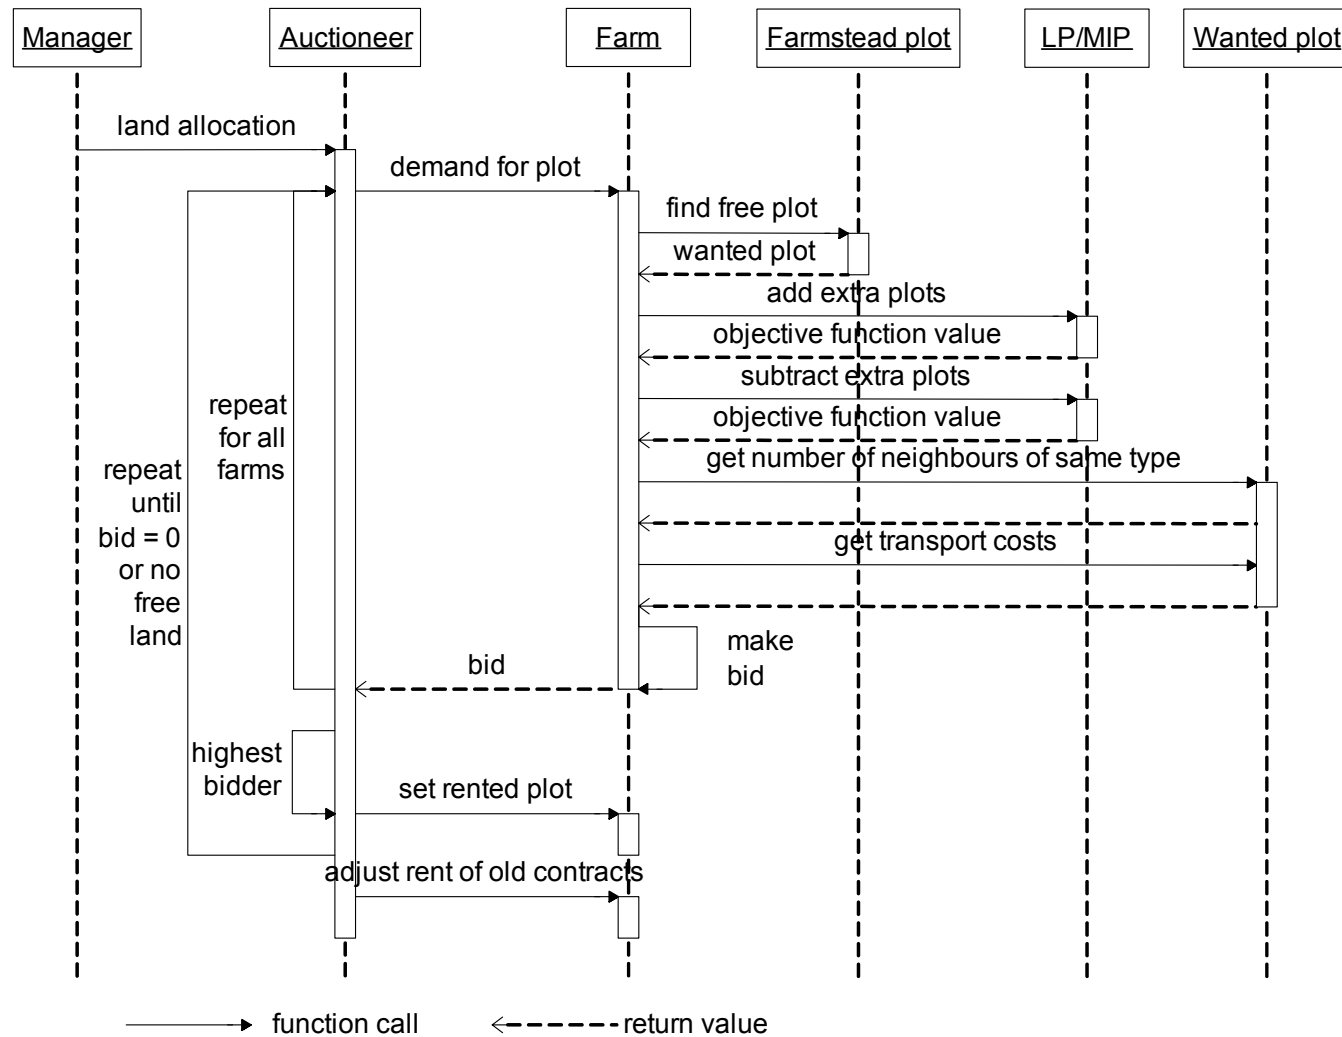 Manager
Auctioneer
Farm
Farmstead plot
LP/MIP
Wanted plot
land allocation
demand for plot
find free plot
wanted plot
add extra plots
objective function value
subtract extra plots
objective function value
get number of neighbours of same type
get transport costs
repeat
for all
farms
repeat
until
bid = 0
or no
free
land
make
bid
bid
highest
bidder
set rented plot
adjust rent of old contracts
function call
return value